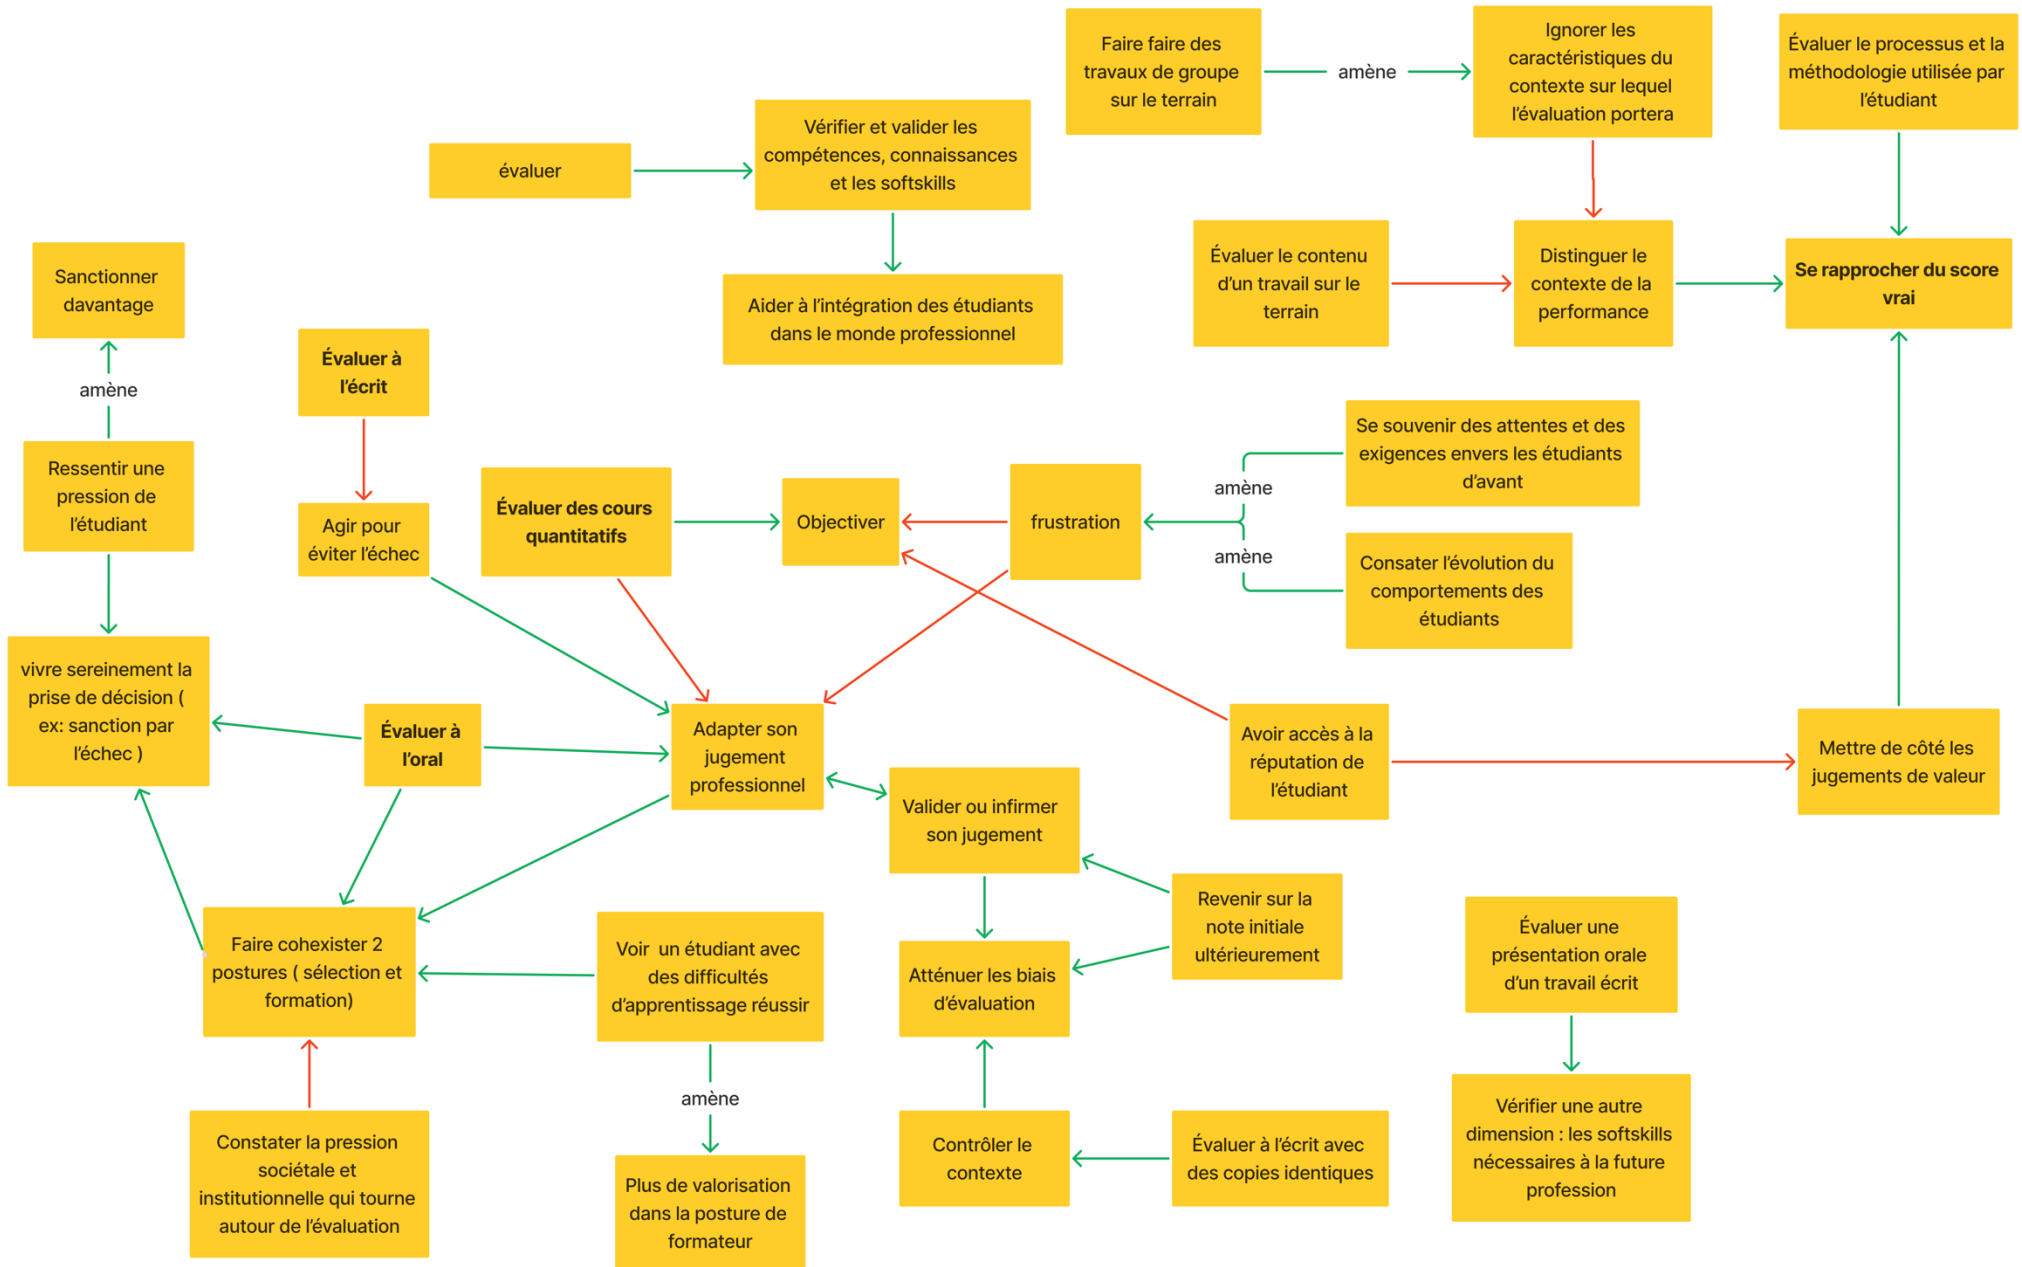 Faire faire des
travaux de groupe
sur le terrain
amène
Ignorer les
caractéristiques du
contexte sur lequel
l'évaluation portera
Évaluer le processus et la
méthodologie utilisée par
l'étudiant
évaluer
Vérifier et valider les
compétences, connaissances
et les softskills
Aider à l'intégration des étudiants
dans le monde professionnel
Évaluer le contenu
d'un travail sur le
terrain
Distinguer le
contexte de la
performance
Se rapprocher du score
vrai
Sanctionner
davantage
amène
Ressentir une
pression de
l'étudiant
Évaluer à
l'écrit
Agir pour
éviter l'échec
Évaluer des cours
quantitatifs
Objectiver
frustration
amène
amène
Se souvenir des attentes et des
exigences envers les étudiants
d'avant
Consater l'évolution du
comportements des
étudiants
vivre sereinement la
prise de décision (
ex: sanction par
l'échec )
Évaluer à
l'oral
Adapter son
jugement
professionnel
Valider ou infirmer
son jugement
Avoir accès à la
réputation de
l'étudiant
Mettre de côté les
jugements de valeur
Faire cohexister 2
postures ( sélection et
formation)
Voir un étudiant avec
des difficultés
d'apprentissage réussir
Atténuer les biais
d'évaluation
Revenir sur la
note initiale
ultérieurement
Évaluer une
présentation orale
d'un travail écrit
Constater la pression
sociétale et
institutionnelle qui tourne
autour de l'évaluation
amène
Plus de valorisation
dans la posture de
formateur
Contrôler le
contexte
Évaluer à l'écrit avec
des copies identiques
Vérifier une autre
dimension : les softskills
nécessaires à la future
profession